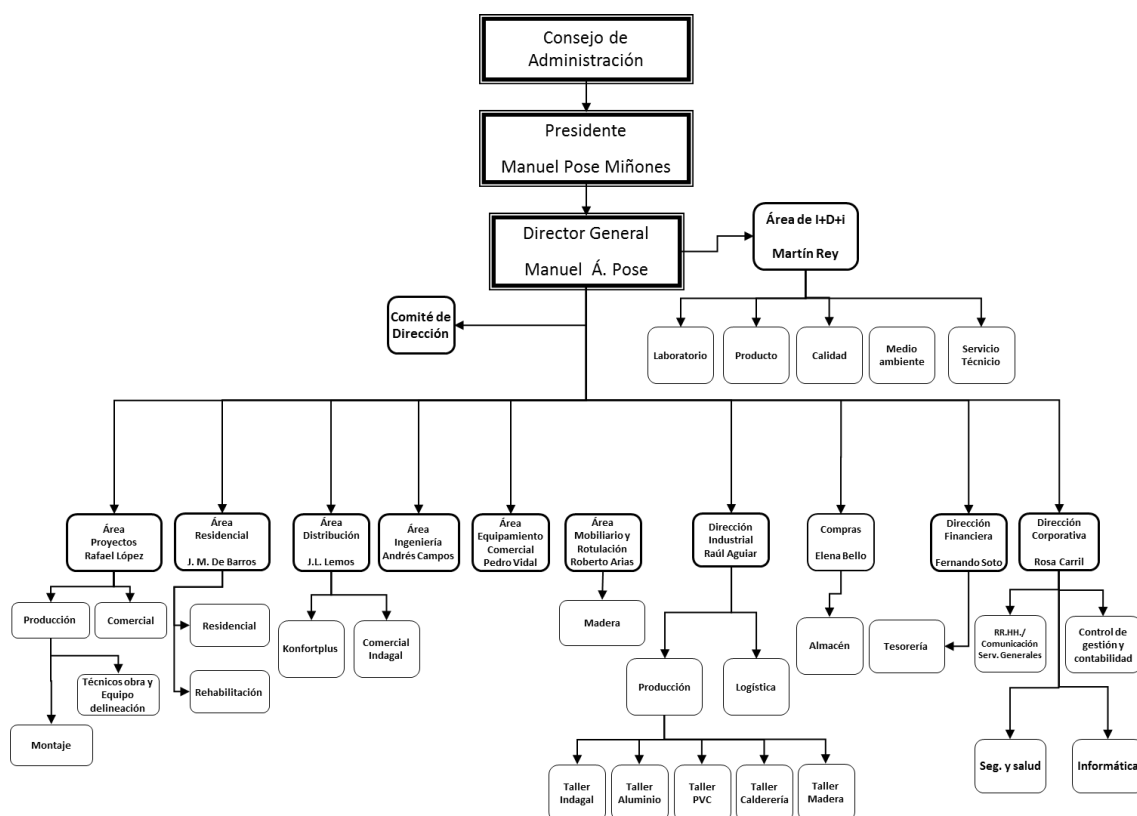 Consejo de
Administración
Presidente
Manuel Pose Miñones
Director General
Manuel Á. Pose
Área de I+D+i
Martín Rey
Comité de
Dirección
Laboratorio
Producto
Calidad
Medio
ambiente
Servicio
Técnicio
Área
Proyectos
Rafael López
Área
Residencial
J. M. De Barros
Área
Distribución
J.L. Lemos
Área
Ingeniería
Andrés Campos
Área
Equipamiento
Comercial
Pedro Vidal
Área
Mobiliario y
Rotulación
Roberto Arias
Dirección
Industrial
Raúl Aguiar
Compras
Elena Bello
Dirección
Financiera
Fernando Soto
Dirección
Corporativa
Rosa Carril
Producción
Comercial
Residencial
Konfortplus
Comercial
Indagal
Madera
Almacén
Tesorería
RR.HH./
Comunicación
Serv. Generales
Control de
gestión y
contabilidad
Técnicos obra y
Equipo
delineación
Rehabilitación
Producción
Logística
Montaje
Seg. y salud
Informática
Taller
Indagal
Taller
Aluminio
Taller
PVC
Taller
Calderería
Taller
Madera